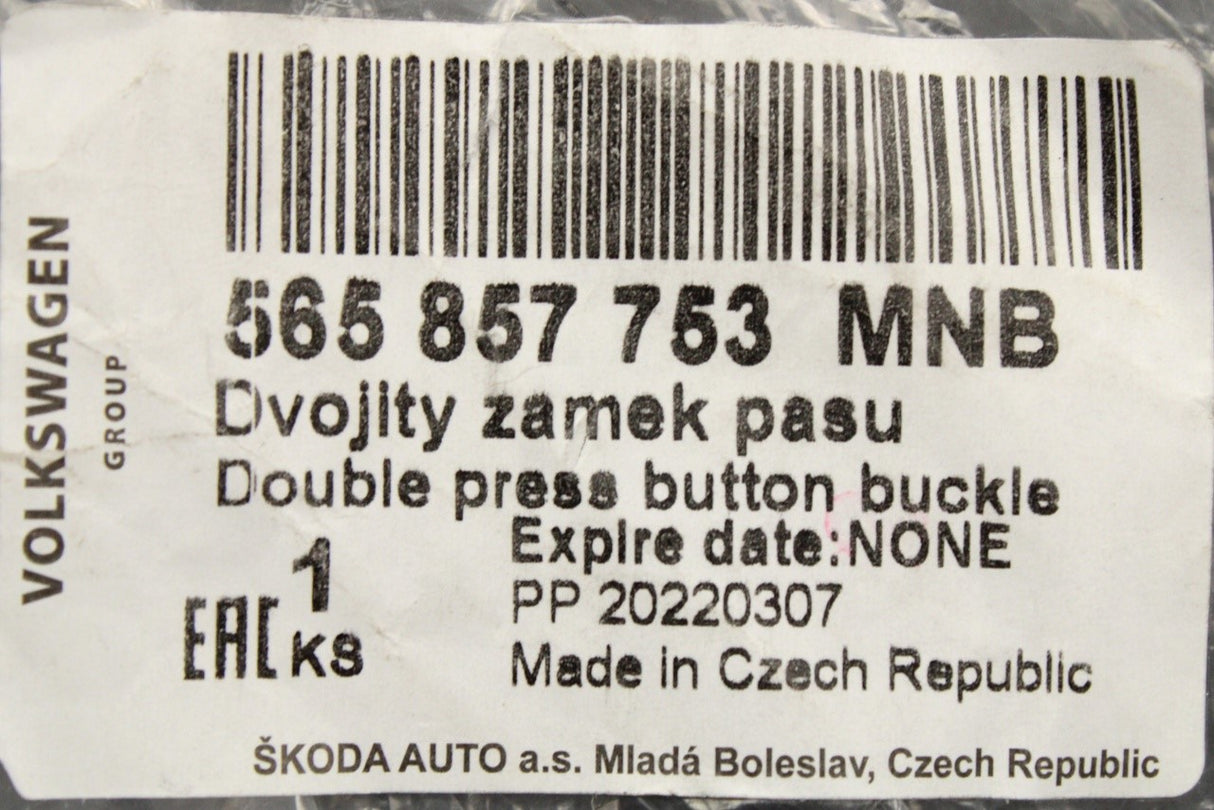 VOLKSWAGEN
GROUP
565 857 753 MNB
Dvojity zamek pasu
Double press button buckle
Expire date:NONE
1
PP 20220307
EAC ks
Made in Czech Republic
ŠKODA AUTO a.s. Mladá Boleslav, Czech Republic